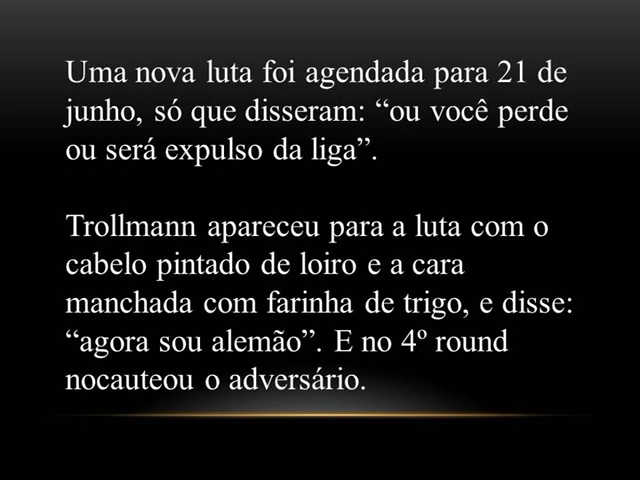 Uma nova luta foi agendada para 21 de
junho, só que disseram: “ou você perde
ou será expulso da liga”.
Trollmann apareceu para a luta com o
cabelo pintado de loiro e a cara
manchada com farinha de trigo, e disse:
“agora sou alemão”. E no 4º round
nocauteou o adversário.